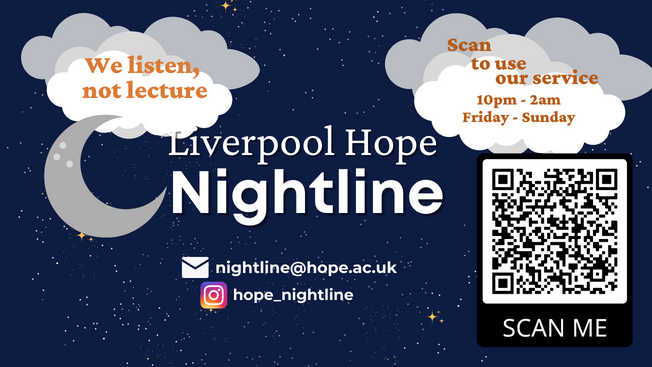 We listen,
not lecture
Scan
to use
our service
10pm - 2am
Friday - Sunday
Liverpool Hope
Nightline
nightline@hope.ac.uk
hope_nightline
SCAN ME